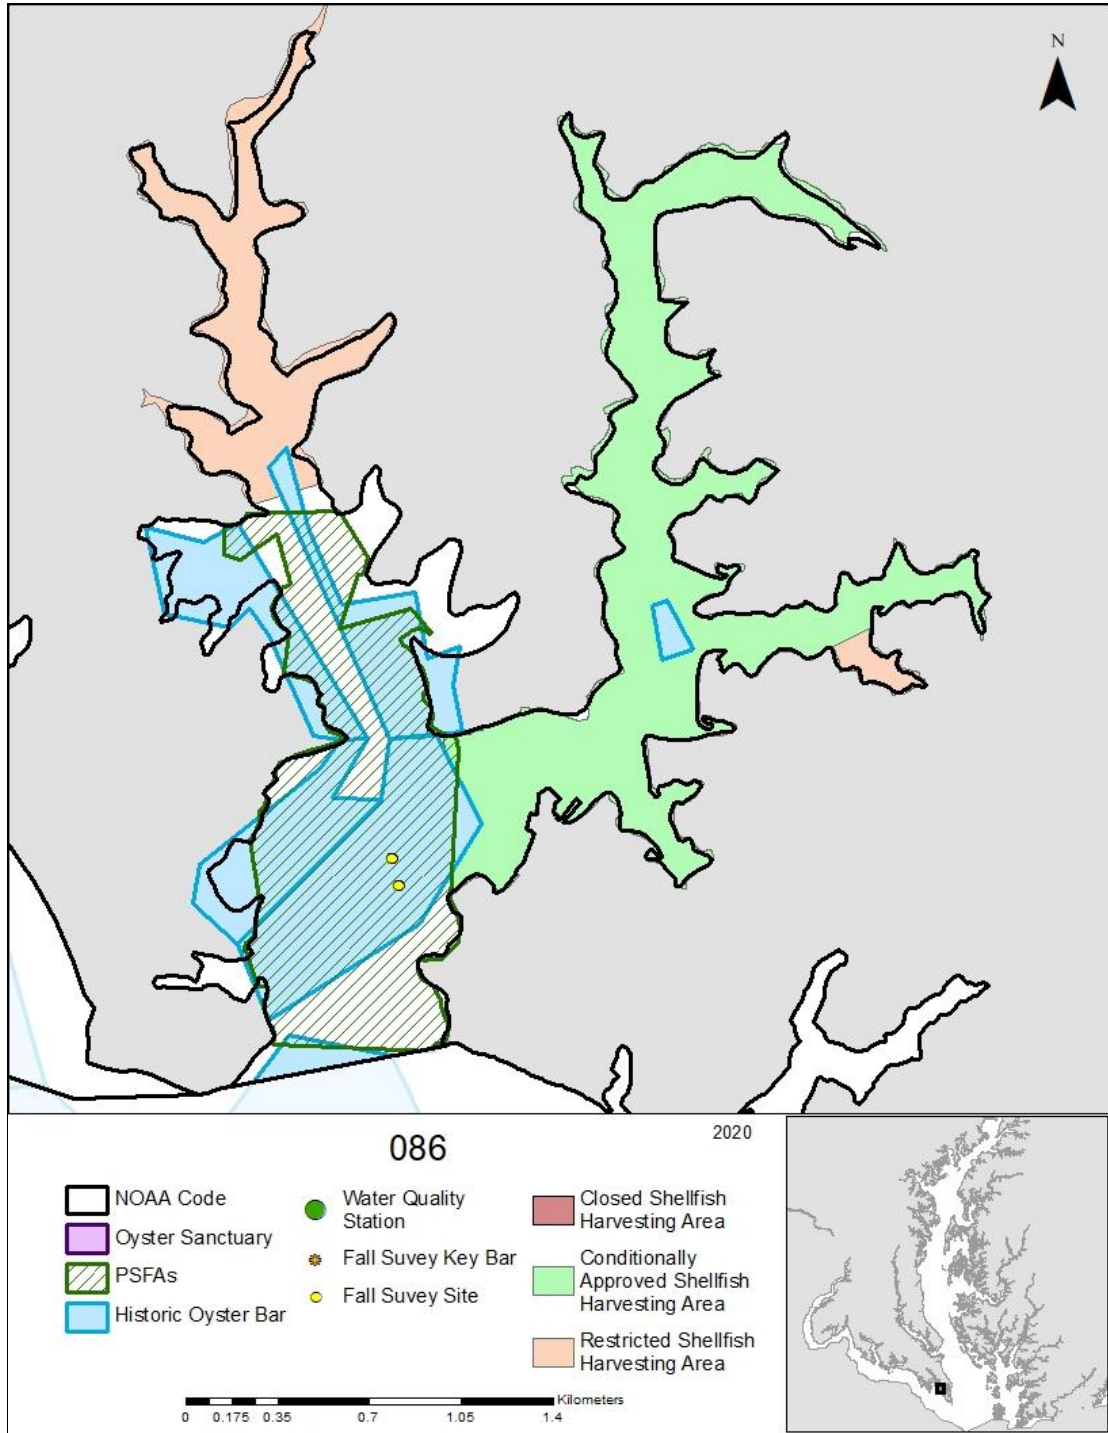 N
086
2020
NOAA Code
Oyster Sanctuary
PSFAs
Historic Oyster Bar
Water Quality
Station
Fall Suvey Key Bar
Fall Suvey Site
Closed Shellfish
Harvesting Area
Conditionally
Approved Shellfish
Harvesting Area
Restricted Shellfish
Harvesting Area
Kilometers
0 0.175 0.35 0.7 1.05 1.4